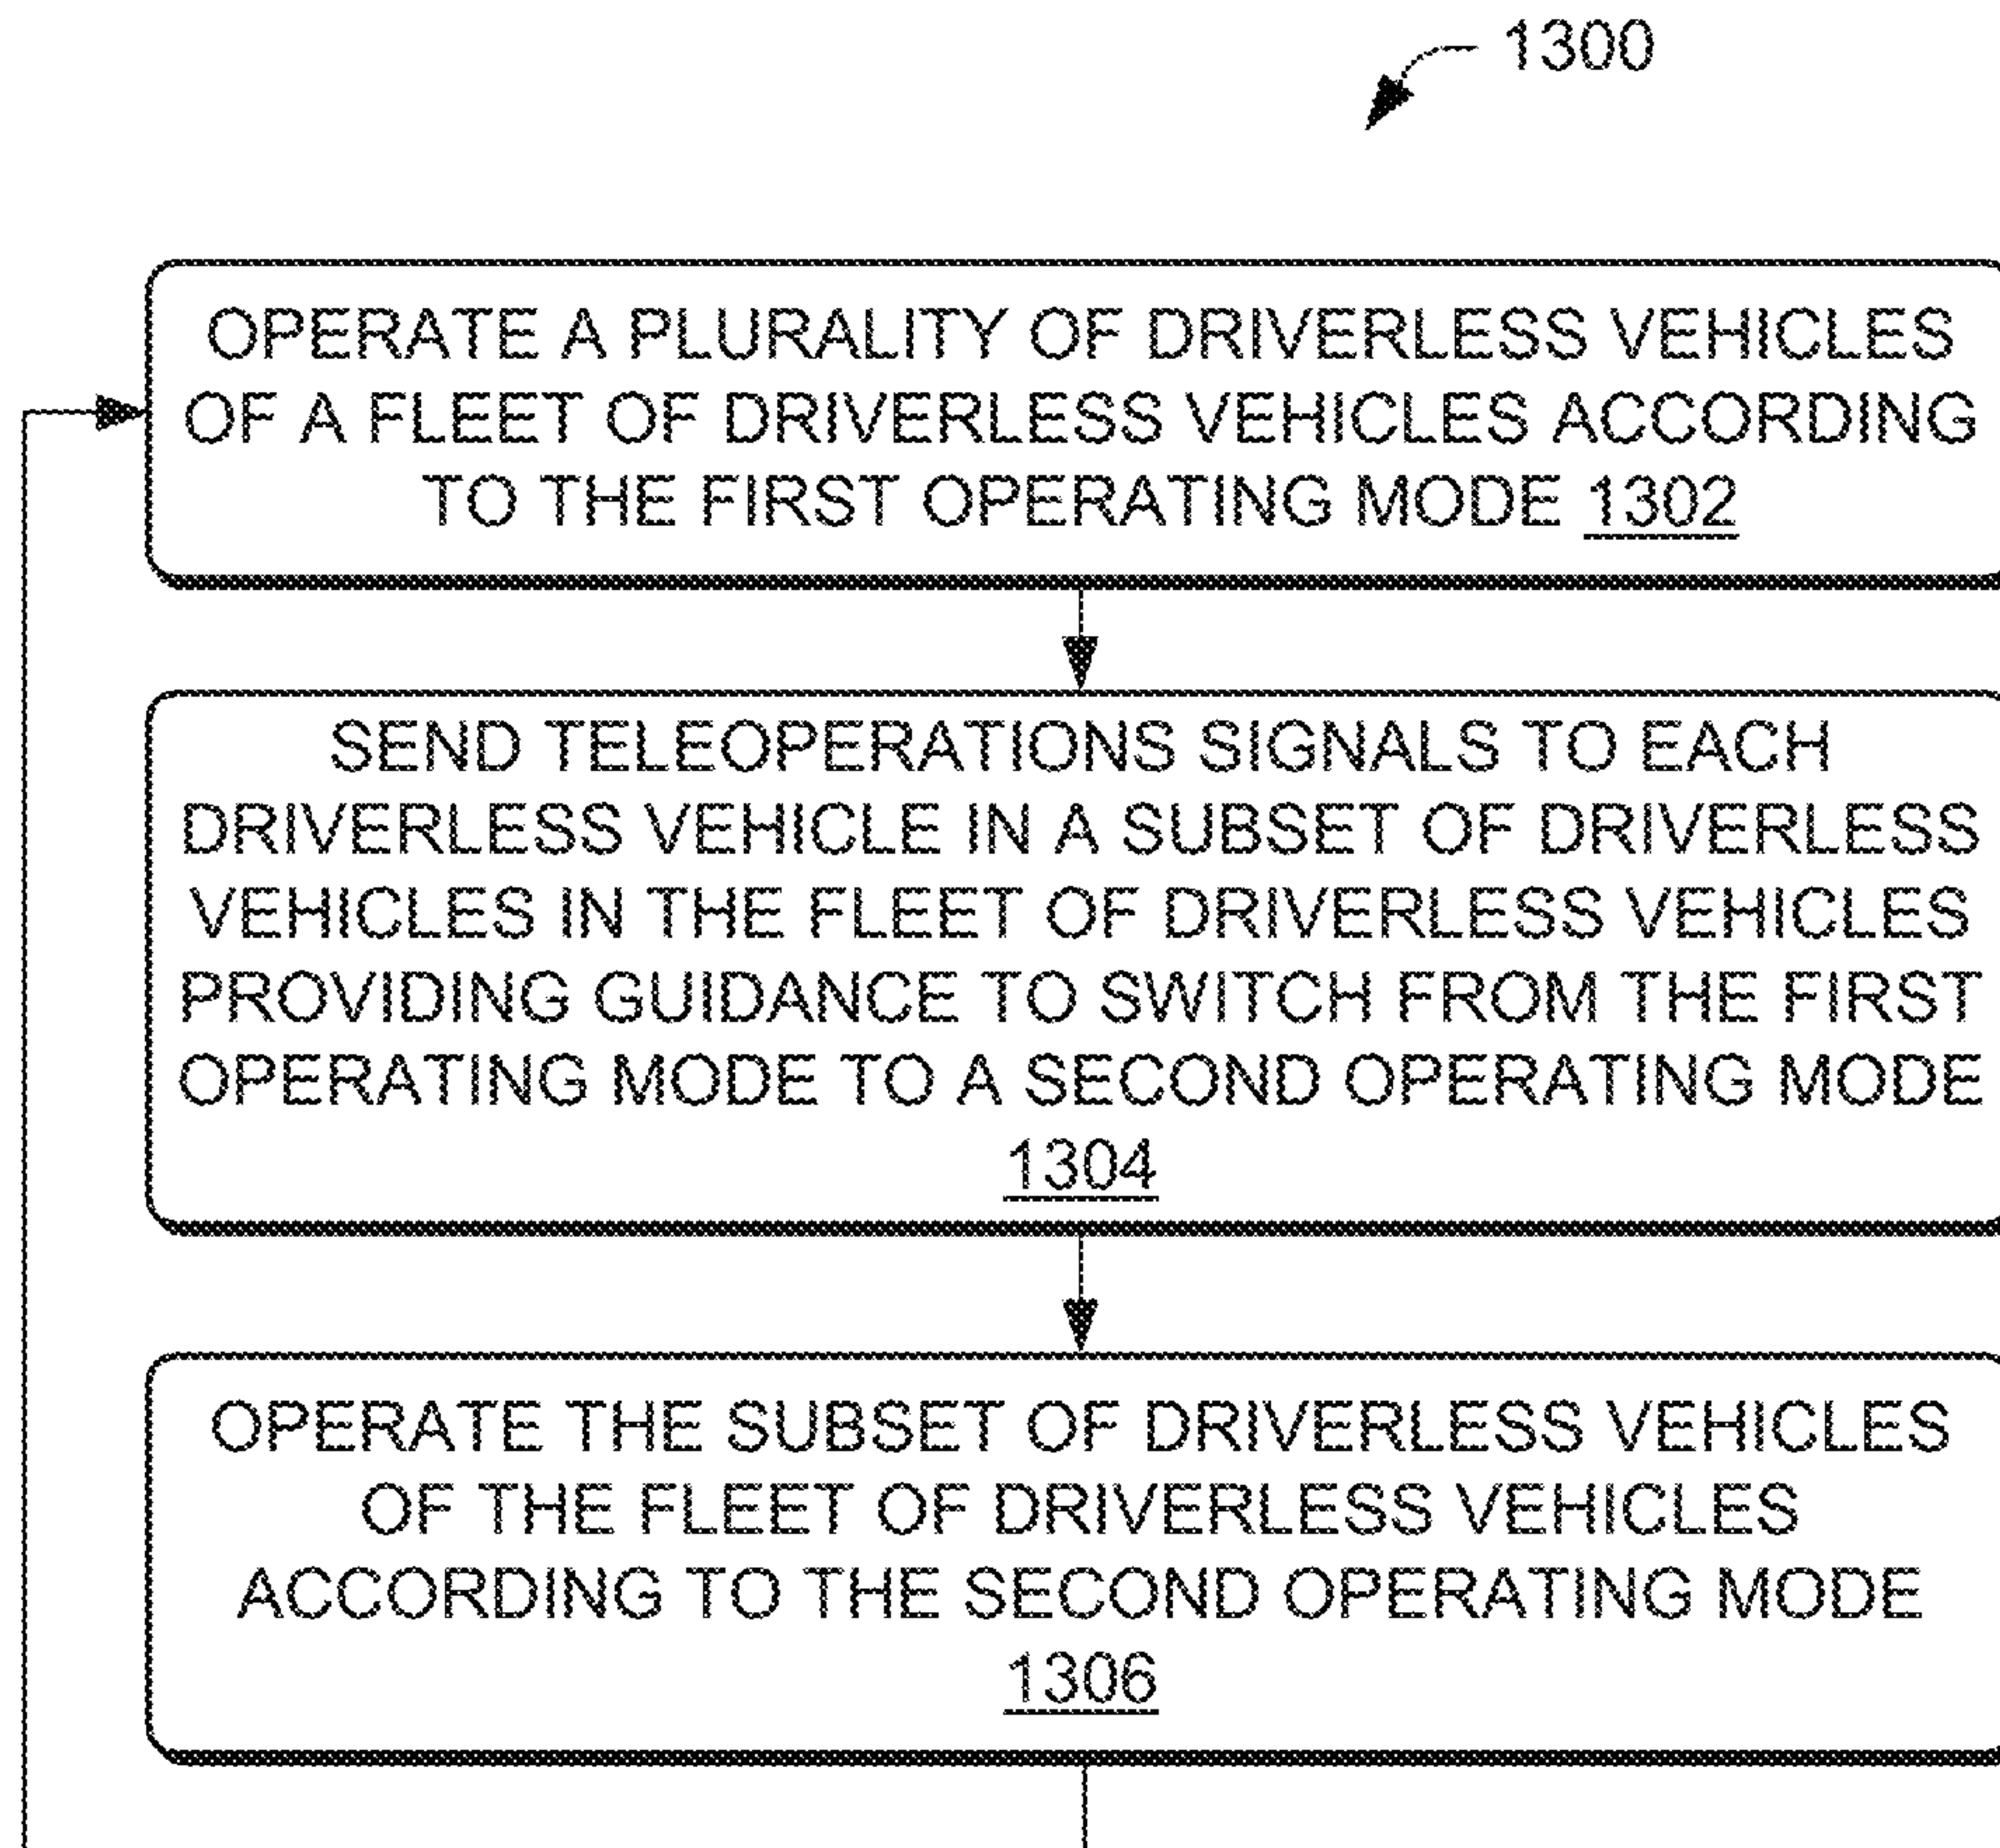 1300
OPERATE A PLURALITY OF DRIVERLESS VEHICLES
OF A FLEET OF DRIVERLESS VEHICLES ACCORDING
TO THE FIRST OPERATING MODE 1302
SEND TELEOPERATIONS SIGNALS TO EACH
DRIVERLESS VEHICLE IN A SUBSET OF DRIVERLESS
VEHICLES IN THE FLEET OF DRIVERLESS VEHICLES
PROVIDING GUIDANCE TO SWITCH FROM THE FIRST
OPERATING MODE TO A SECOND OPERATING MODE
1304
OPERATE THE SUBSET OF DRIVERLESS VEHICLES
OF THE FLEET OF DRIVERLESS VEHICLES
ACCORDING TO THE SECOND OPERATING MODE
1306